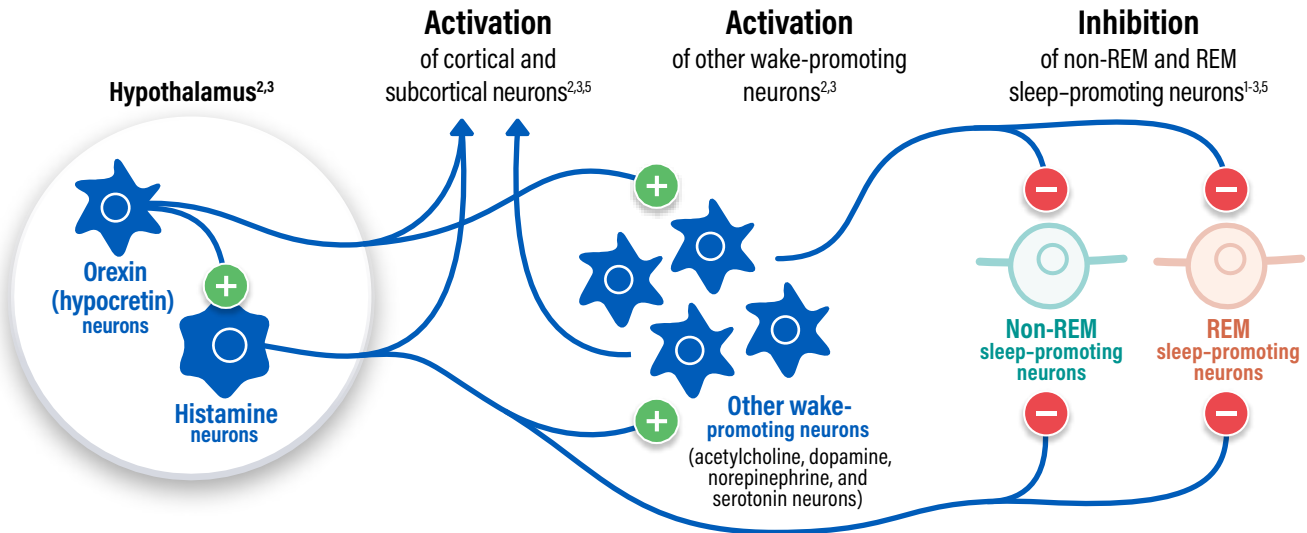 Hypothalamus2,3
Activation
of cortical and
subcortical neurons2,3,5
Activation
of other wake-promoting
neurons2,3
Inhibition
of non-REM and REM
sleep–promoting neurons1-3,5
Orexin
(hypocretin)
neurons
Histamine
neurons
Other wake-
promoting neurons
(acetylcholine, dopamine,
norepinephrine, and
serotonin neurons)
Non-REM
sleep–promoting
neurons
REM
sleep–promoting
neurons